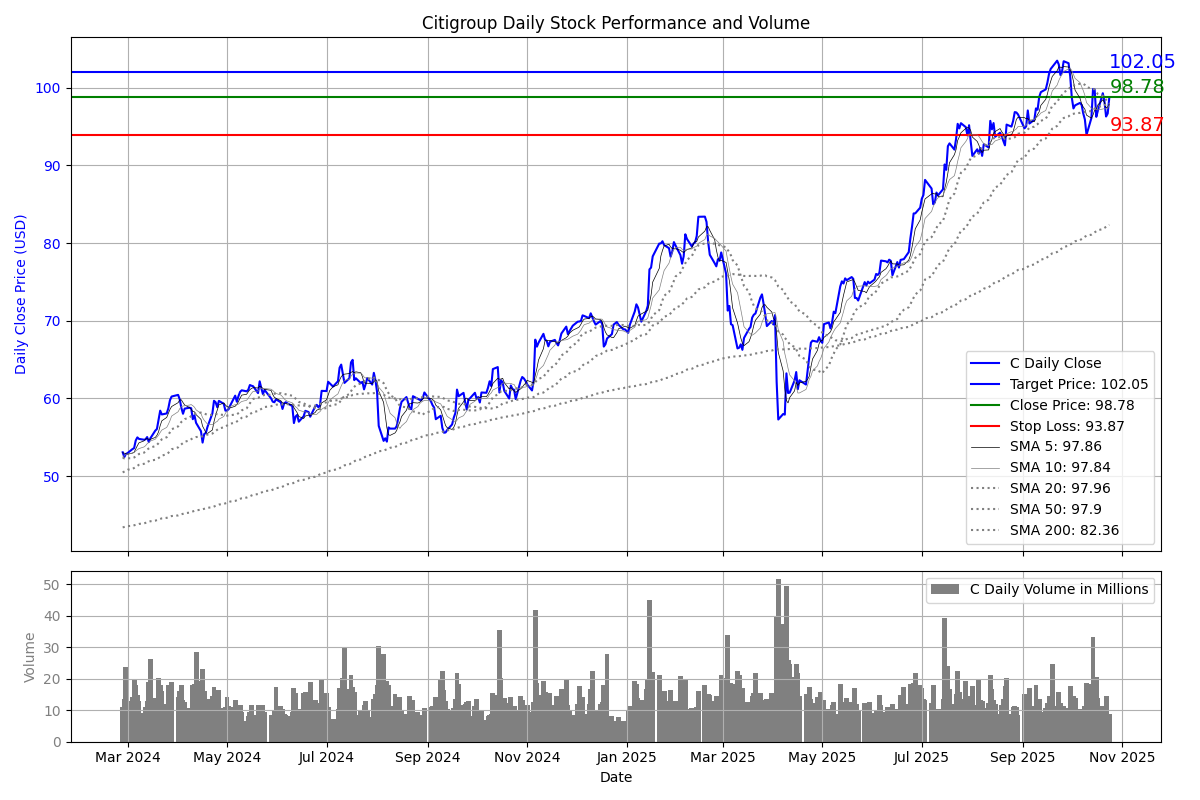 Citigroup Daily Stock Performance and Volume
Daily Close Price (USD)
100
90
80
70
60
50
102.05
98.78
93.87
C Daily Close
Target Price: 102.05
Close Price: 98.78
Stop Loss: 93.87
SMA 5: 97.86
SMA 10: 97.84
SMA 20: 97.96
SMA 50: 97.9
SMA 200: 82.36
Volume
50
40
30
20
10
0
C Daily Volume in Millions
Mar 2024 May 2024 Jul 2024 Sep 2024 Nov 2024 Jan 2025 Mar 2025 May 2025 Jul 2025 Sep 2025 Nov 2025
Date